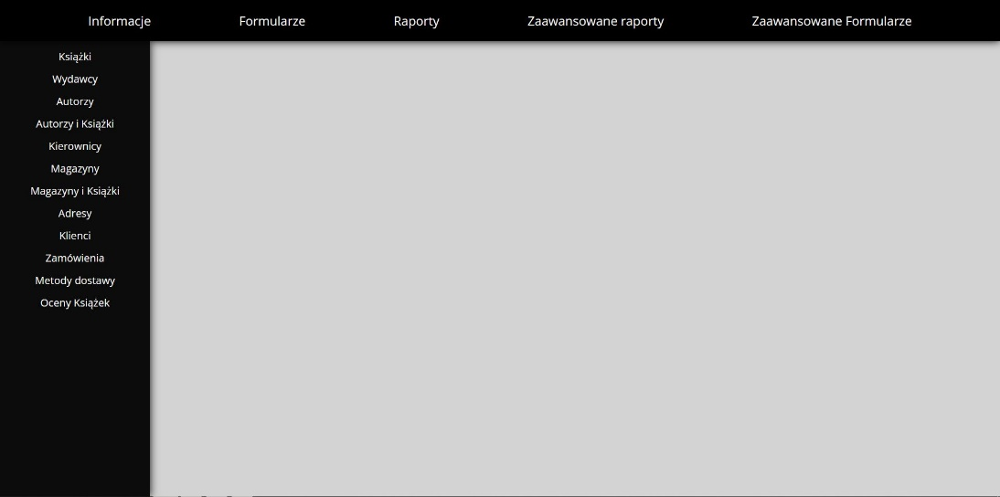 Informacje Formularze Raporty Zaawansowane raporty Zaawansowane Formularze
Książki
Wydawcy
Autorzy
Autorzy i Książki
Kierownicy
Magazyny
Magazyny i Książki
Adresy
Klienci
Zamówienia
Metody dostawy
Oceny Książek